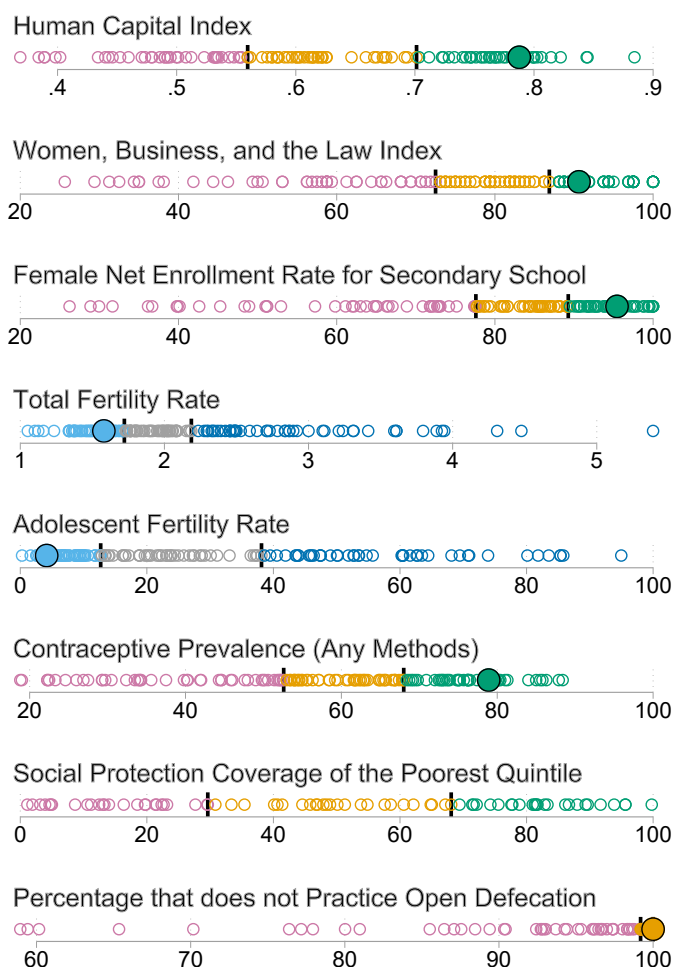 Human Capital Index
.4 .5 .6 .7 .8 .9
Women, Business, and the Law Index
20 40 60 80 100
Female Net Enrollment Rate for Secondary School
20 40 60 80 100
Total Fertility Rate
1 2 3 4 5
Adolescent Fertility Rate
0 20 40 60 80 100
Contraceptive Prevalence (Any Methods)
20 40 60 80 100
Social Protection Coverage of the Poorest Quintile
0 20 40 60 80 100
Percentage that does not Practice Open Defecation
60 70 80 90 100